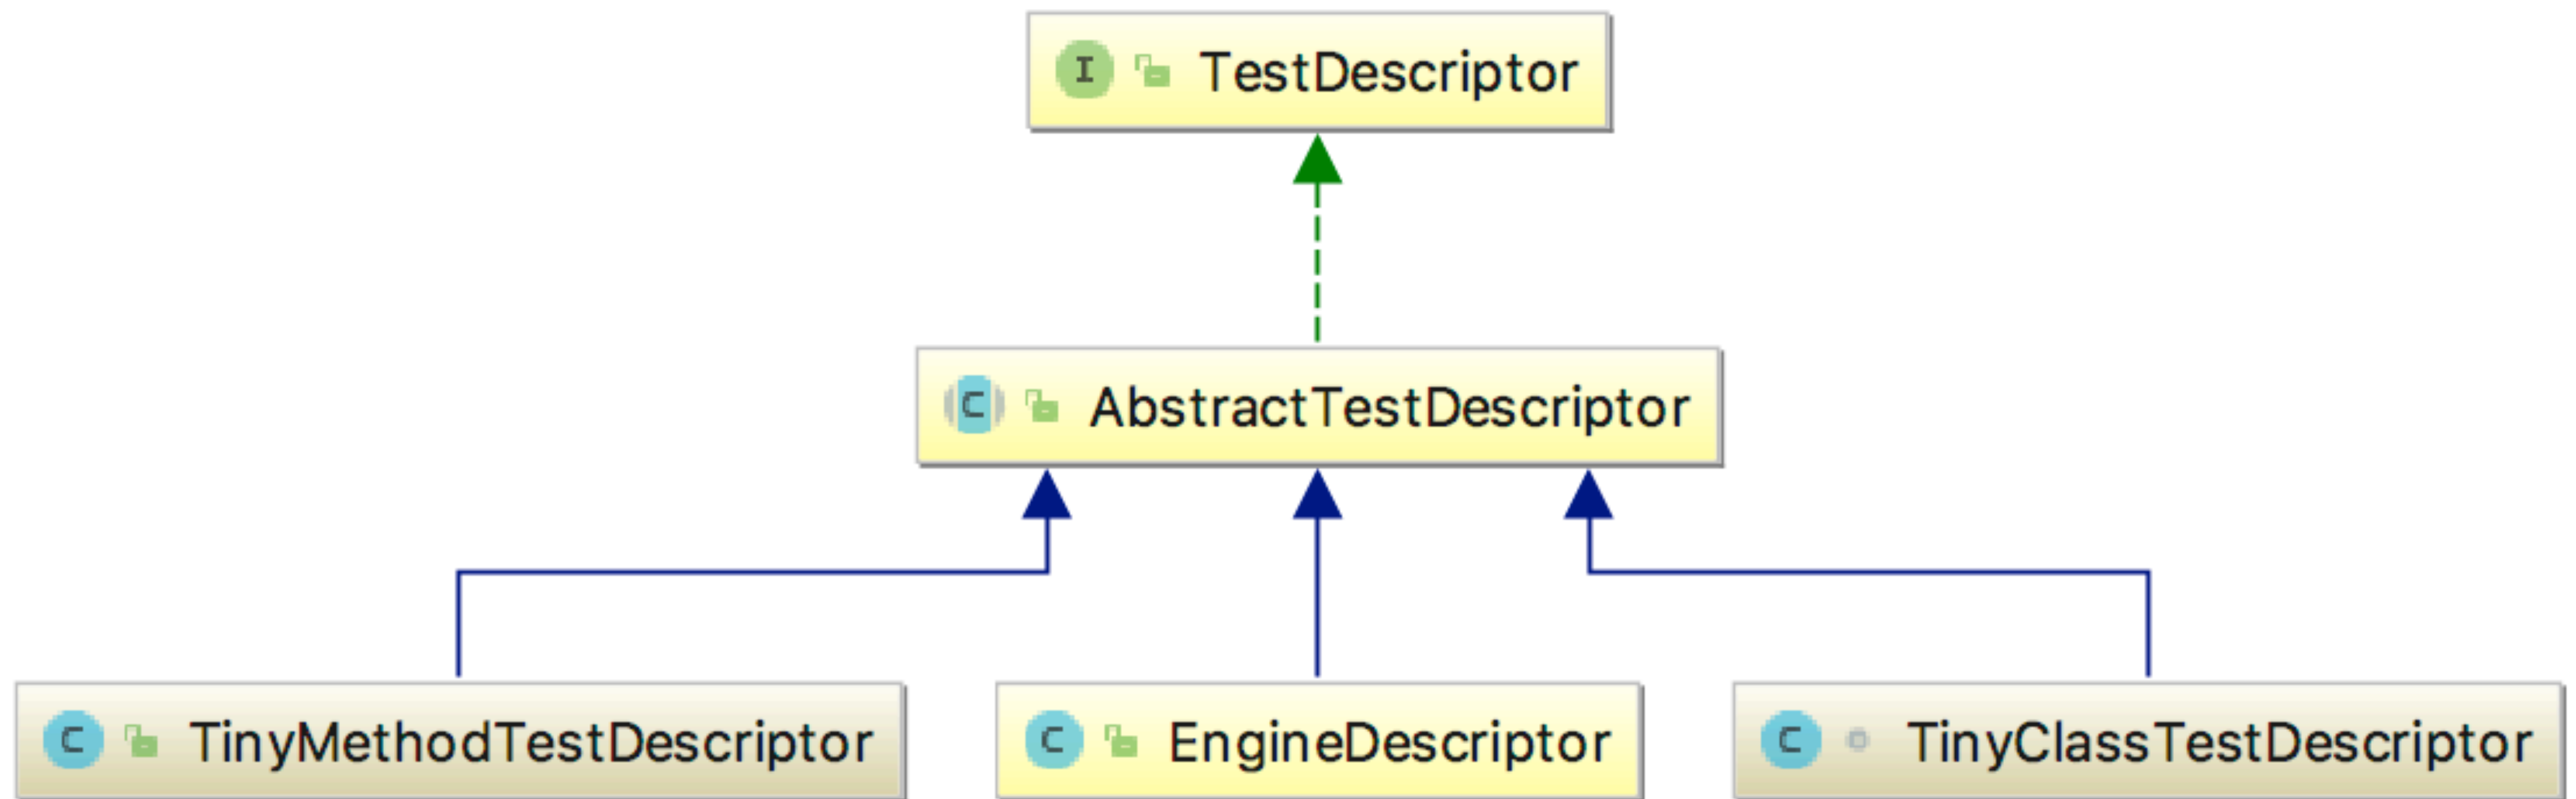 I TestDescriptor
C AbstractTestDescriptor
C TinyMethodTestDescriptor
C EngineDescriptor
C TinyClassTestDescriptor